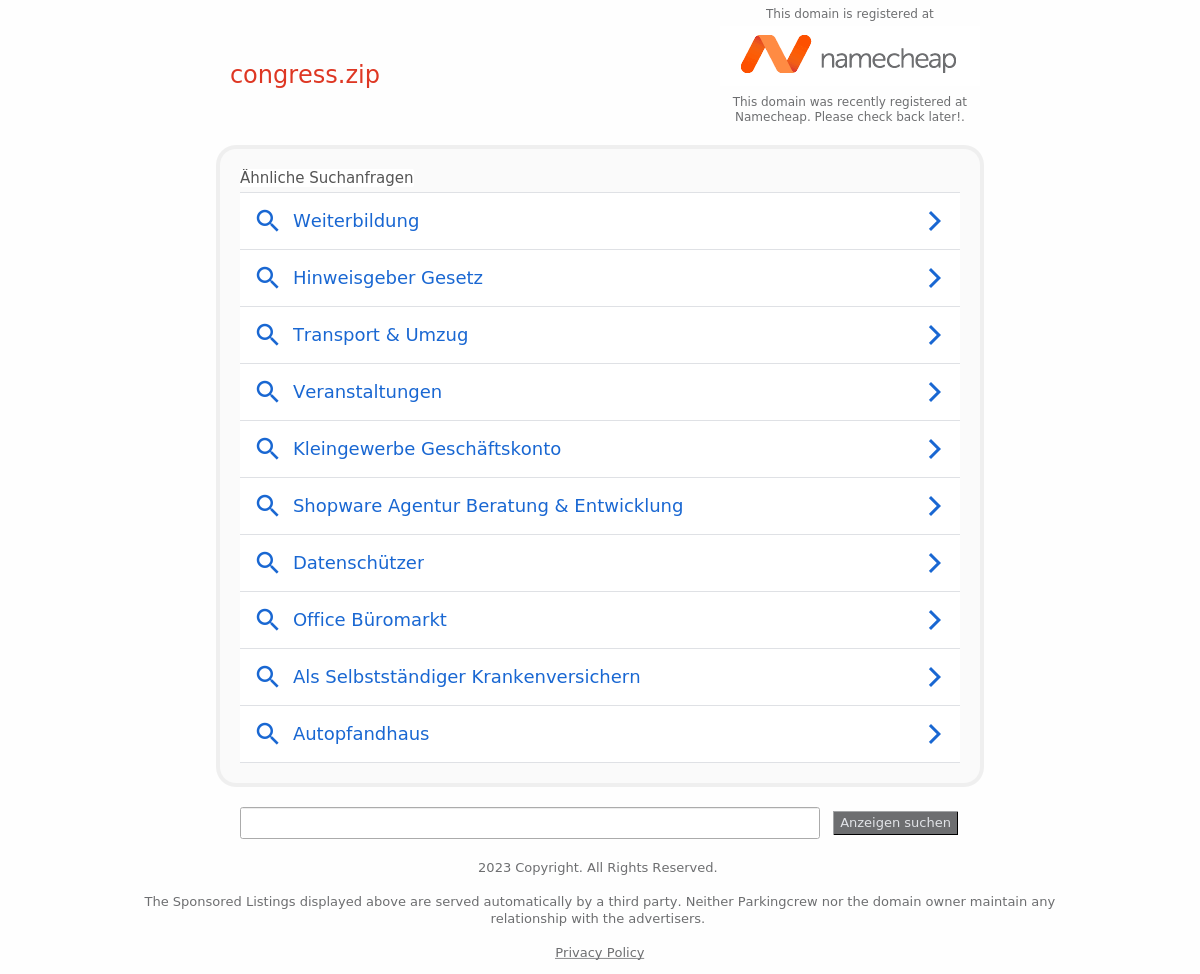 This domain is registered at
namecheap
congress.zip
This domain was recently registered at
Namecheap. Please check back later!.
Ähnliche Suchanfragen
Weiterbildung
Hinweisgeber Gesetz
Transport & Umzug
Veranstaltungen
Kleingewerbe Geschäftskonto
Shopware Agentur Beratung & Entwicklung
Datenschützer
Office Büromarkt
Als Selbstständiger Krankenversichern
Autopfandhaus
Anzeigen suchen
2023 Copyright. All Rights Reserved.
The Sponsored Listings displayed above are served automatically by a third party. Neither Parkingcrew nor the domain owner maintain any
relationship with the advertisers.
Privacy Policy